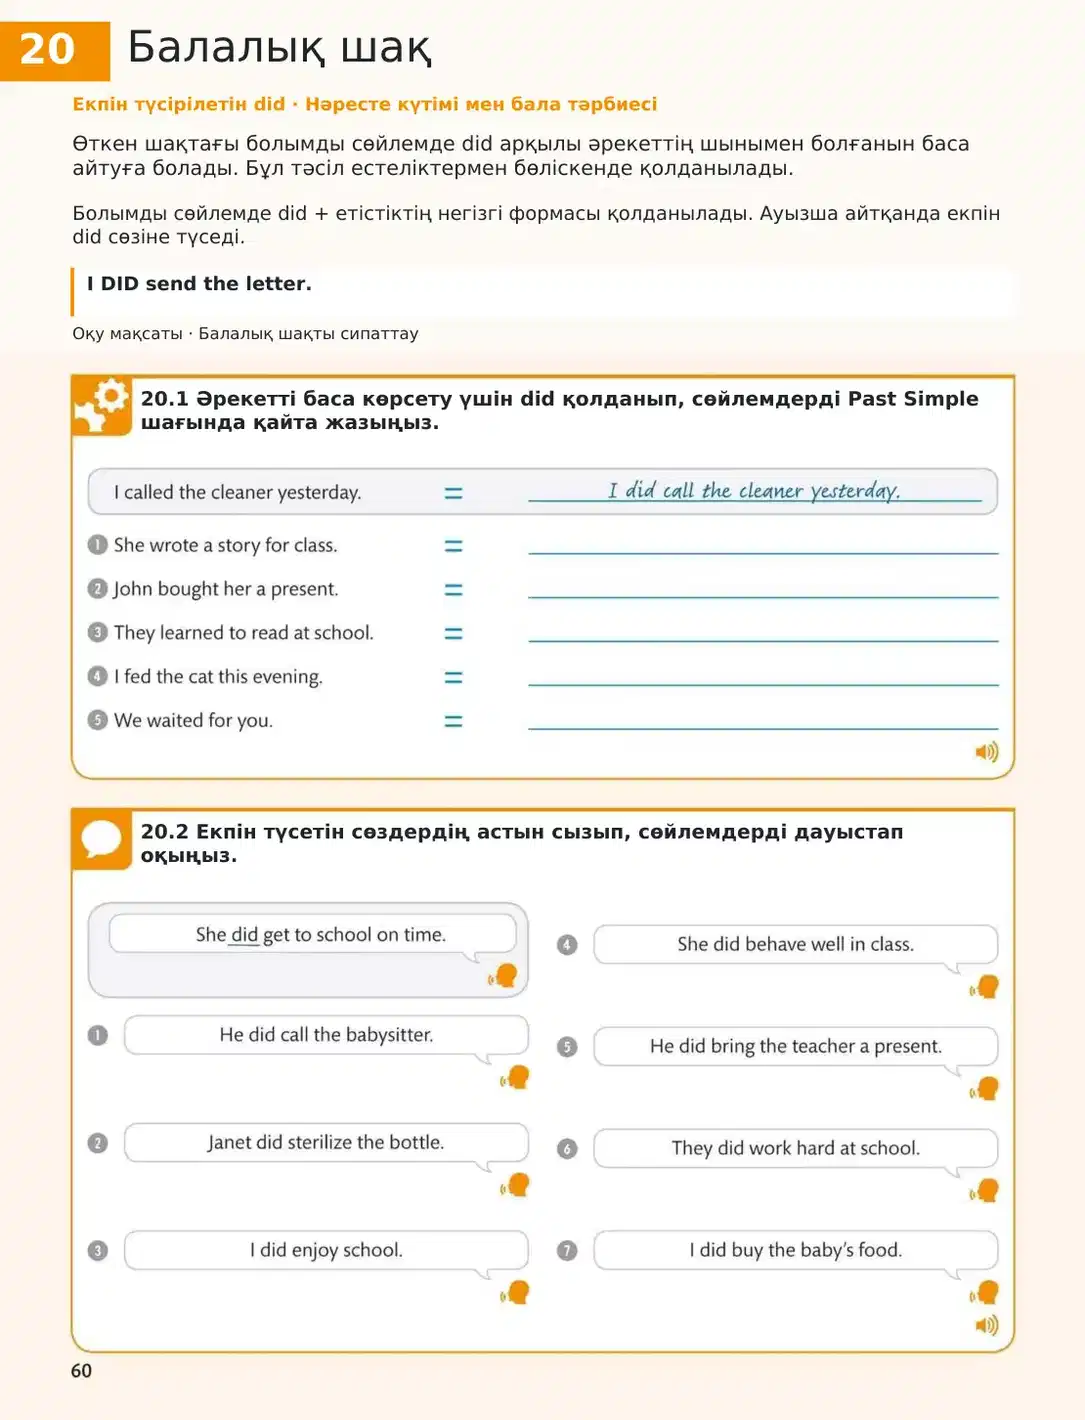 20
Балалық шақ
Екпін түсірілетін did · Нәресте күтімі мен бала тәрбиесі
Өткен шақтағы болымды сөйлемде did арқылы әрекеттің шынымен болғанын баса
айтуға болады. Бұл тәсіл естеліктермен бөліскенде қолданылады.
Болымды сөйлемде did + етістіктің негізгі формасы қолданылады. Ауызша айтқанда екпін
did сөзіне түседі.
I DID send the letter.
Оқу мақсаты · Балалық шақты сипаттау
20.1 Әрекетті баса көрсету үшін did қолданып, сөйлемдерді Past Simple
шағында қайта жазыңыз.
I called the cleaner yesterday. = I did call the cleaner yesterday.
1 She wrote a story for class. =
2 John bought her a present. =
3 They learned to read at school. =
4 I fed the cat this evening. =
5 We waited for you. =
20.2 Екпін түсетін сөздердің астын сызып, сөйлемдерді дауыстап
оқыңыз.
She did get to school on time.
1 He did call the babysitter.
2 Janet did sterilize the bottle.
3 I did enjoy school.
4 She did behave well in class.
5 He did bring the teacher a present.
6 They did work hard at school.
7 I did buy the baby's food.
60